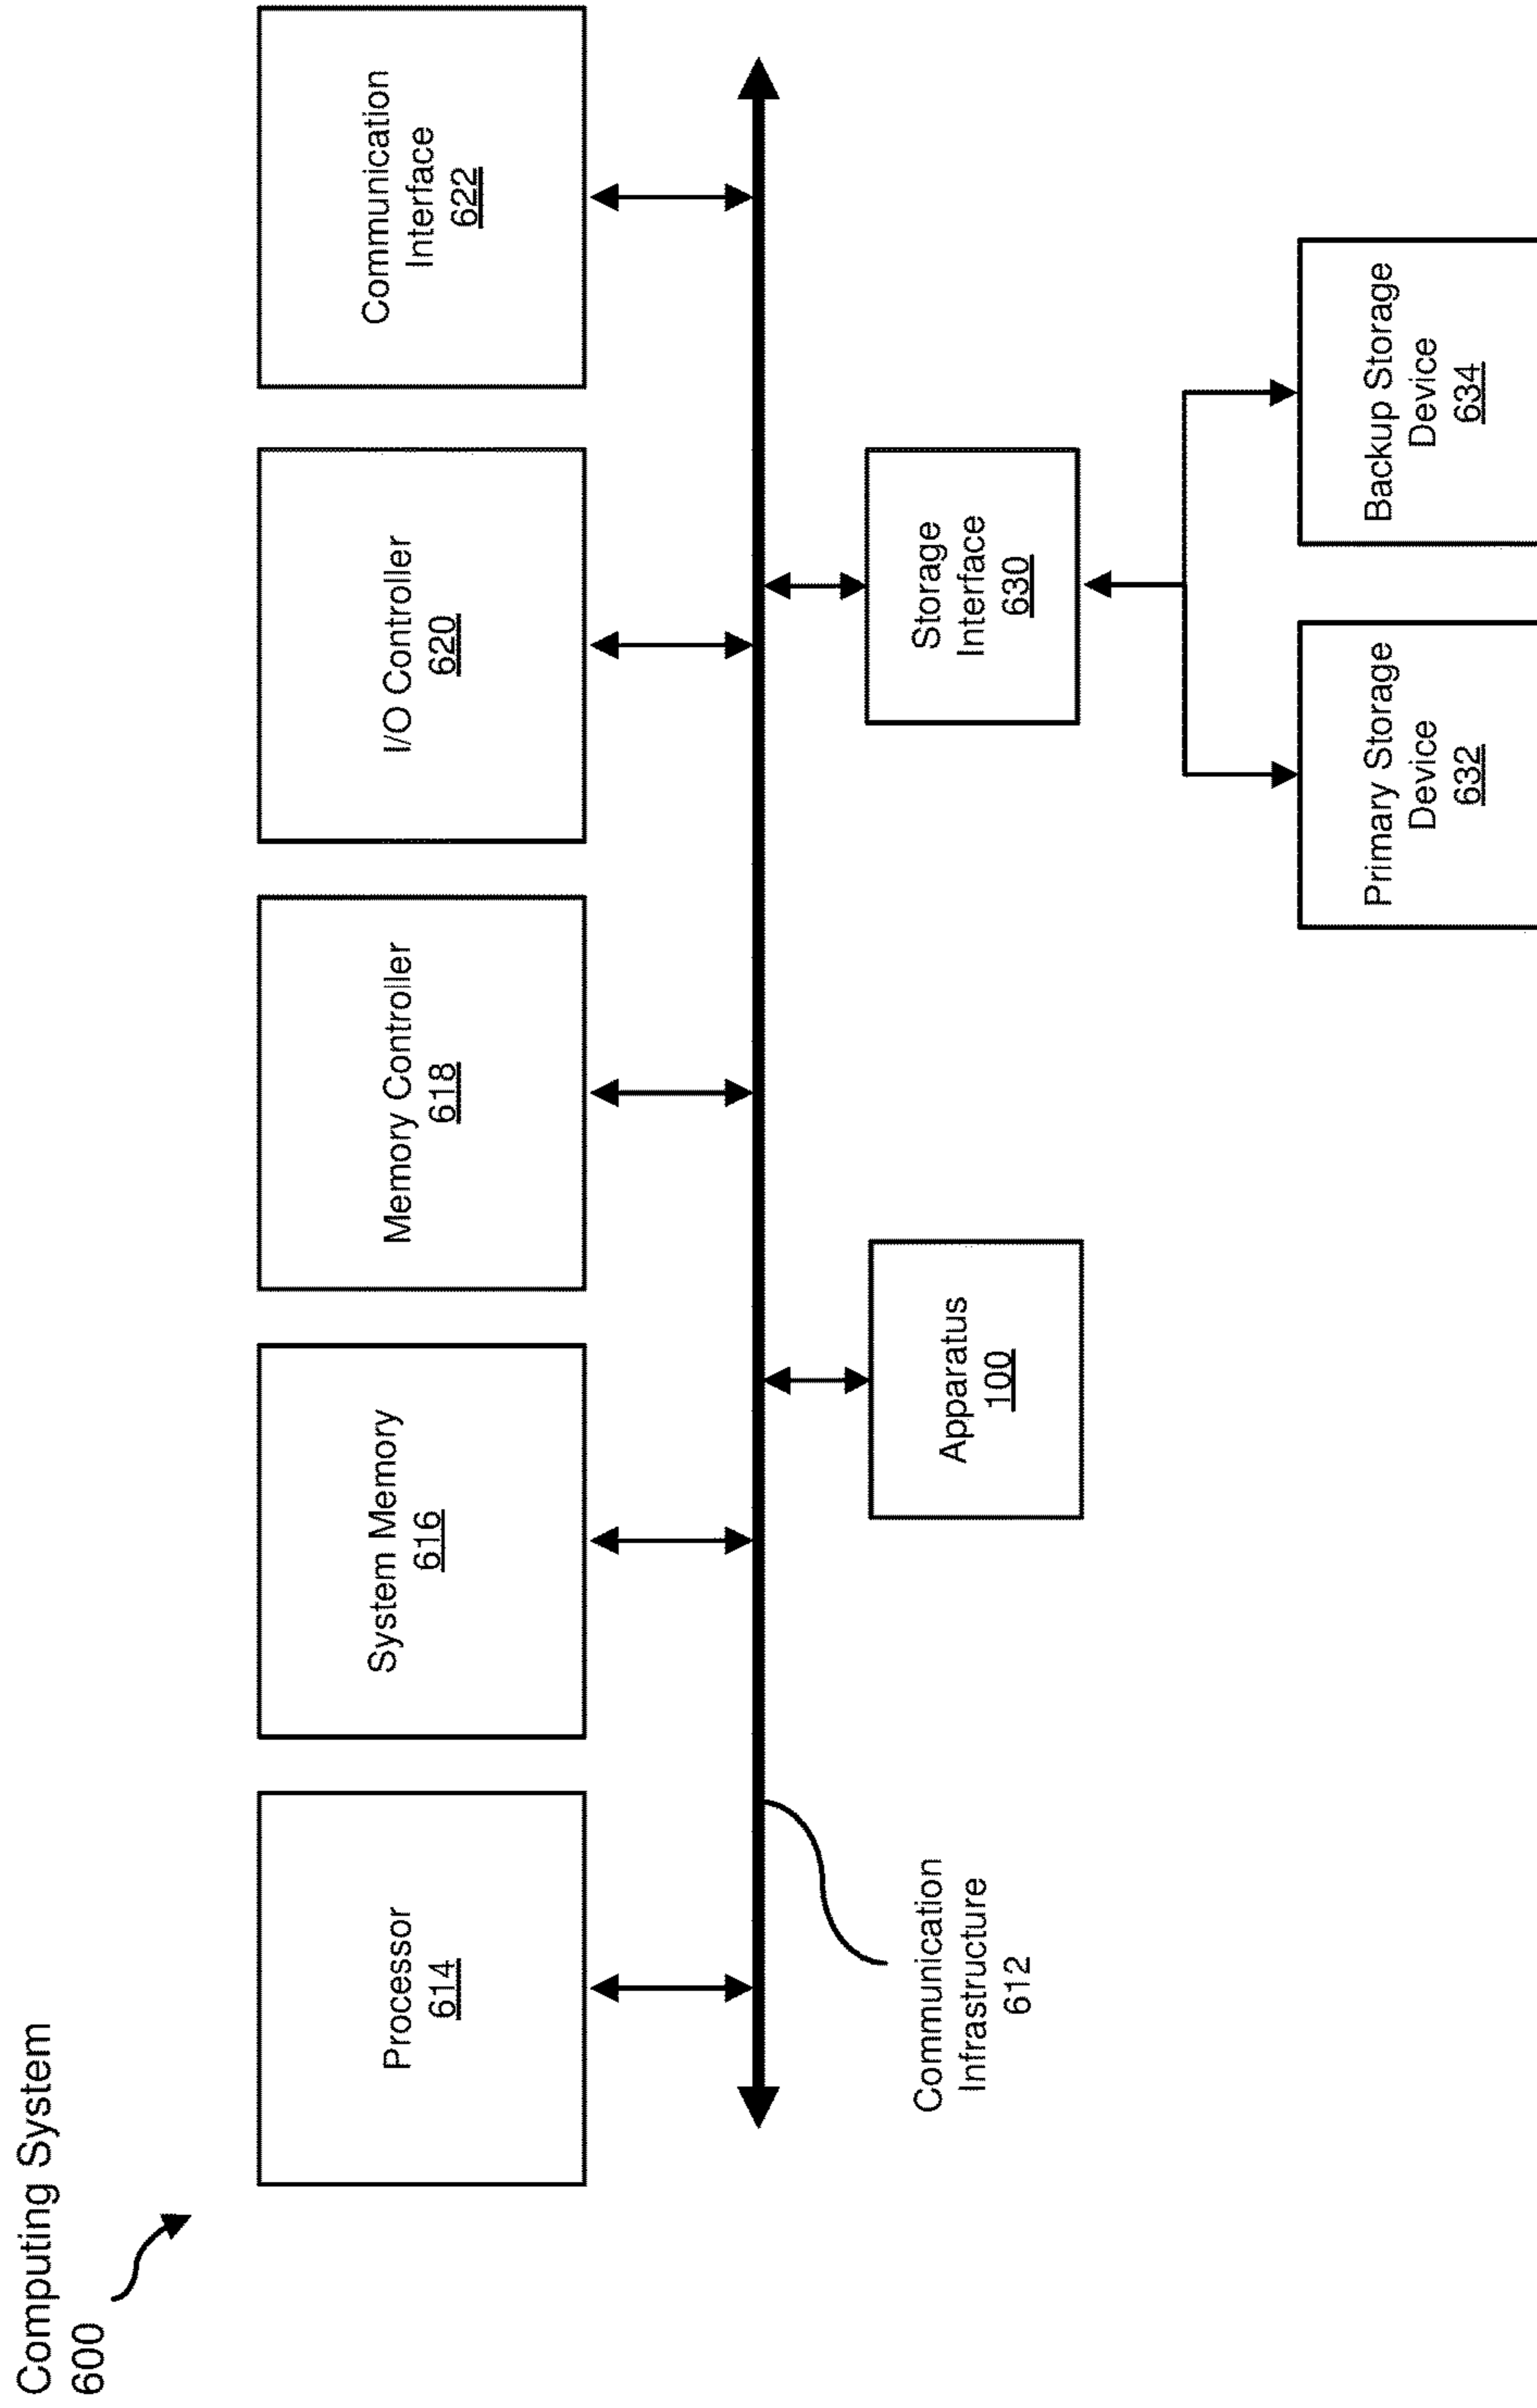 Computing System
600
Processor
614
System Memory
616
Memory Controller
618
I/O Controller
620
Communication
Interface
622
Communication
Infrastructure
612
Apparatus
100
Storage
Interface
630
Primary Storage
Device
632
Backup Storage
Device
634